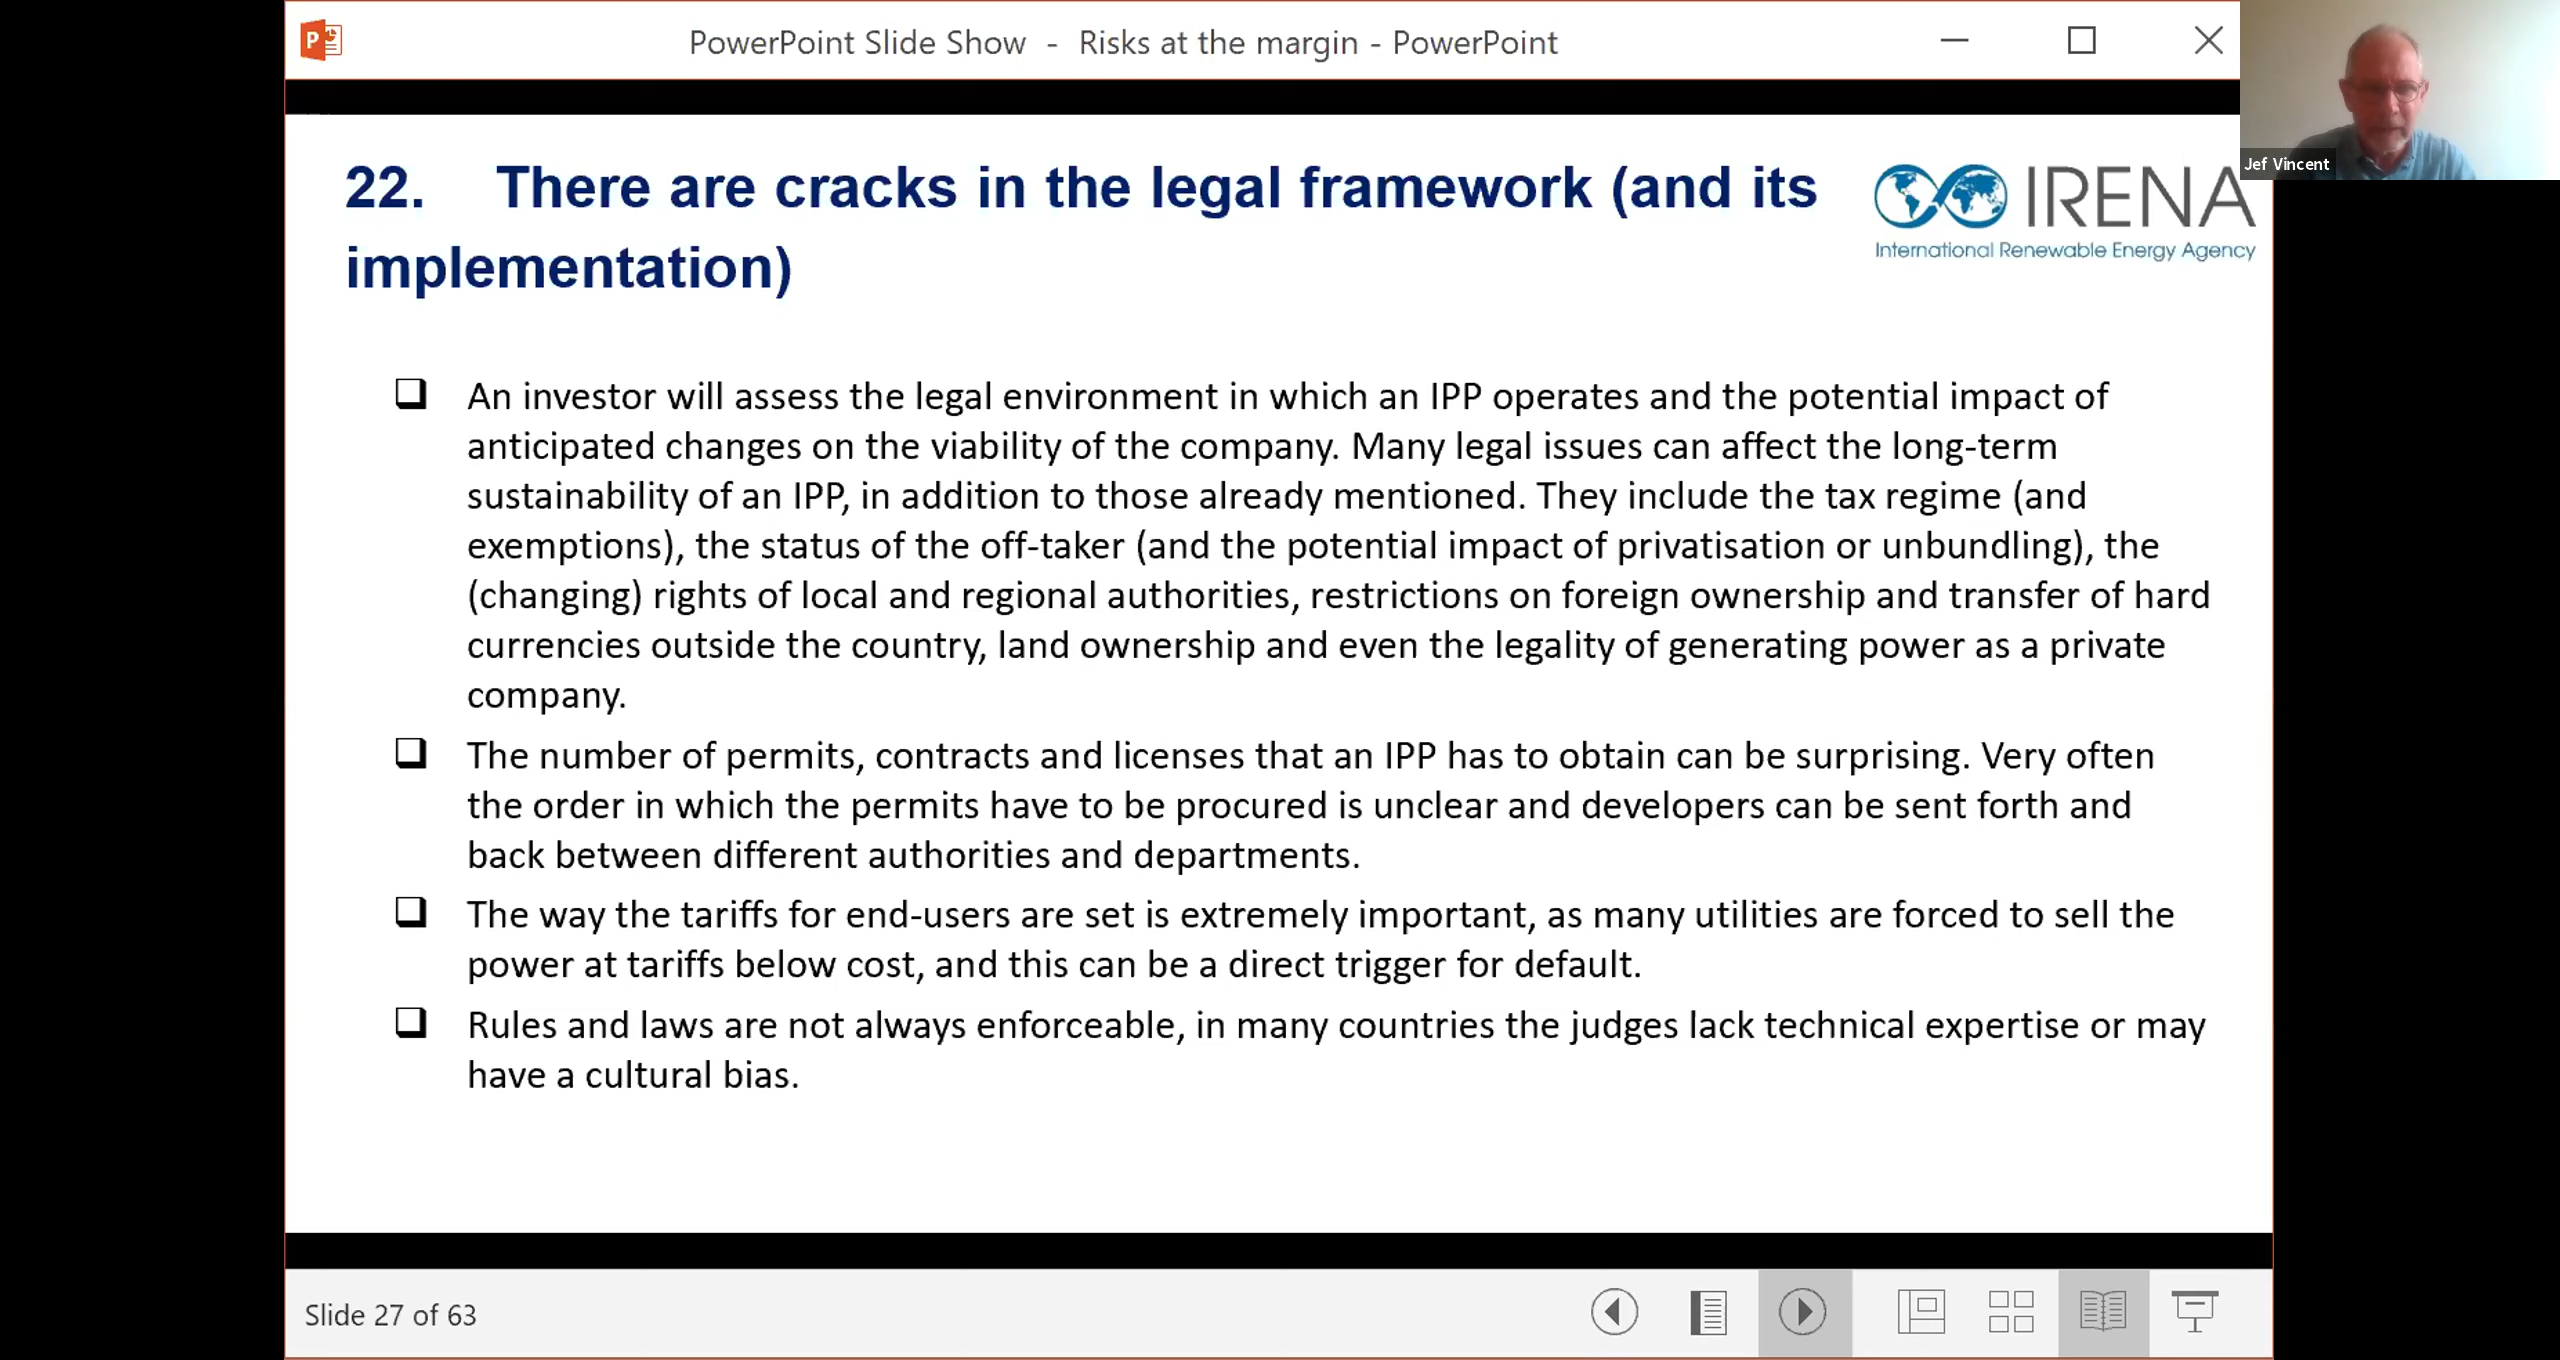 PowerPoint Slide Show - Risks at the margin - PowerPoint
Jef Vincent
22. There are cracks in the legal framework (and its
implementation)
IRENA
International Renewable Energy Agency
An investor will assess the legal environment in which an IPP operates and the potential impact of
anticipated changes on the viability of the company. Many legal issues can affect the long-term
sustainability of an IPP, in addition to those already mentioned. They include the tax regime (and
exemptions), the status of the off-taker (and the potential impact of privatisation or unbundling), the
(changing) rights of local and regional authorities, restrictions on foreign ownership and transfer of hard
currencies outside the country, land ownership and even the legality of generating power as a private
company.
The number of permits, contracts and licenses that an IPP has to obtain can be surprising. Very often
the order in which the permits have to be procured is unclear and developers can be sent forth and
back between different authorities and departments.
The way the tariffs for end-users are set is extremely important, as many utilities are forced to sell the
power at tariffs below cost, and this can be a direct trigger for default.
Rules and laws are not always enforceable, in many countries the judges lack technical expertise or may
have a cultural bias.
Slide 27 of 63